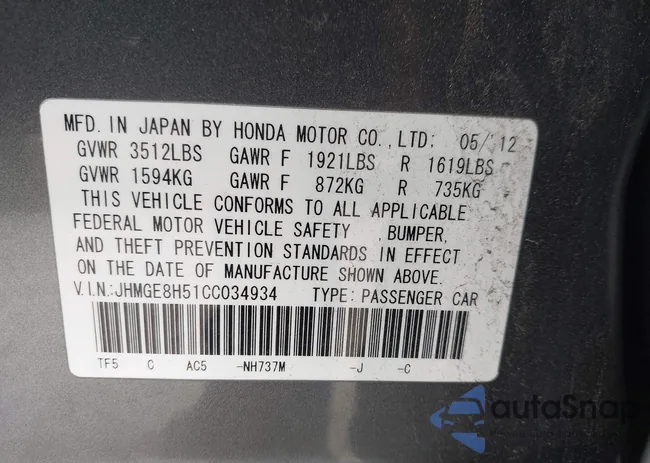 MFD. IN JAPAN BY HONDA MOTOR CO., LTD: 05/12
GVWR 3512LBS GAWR F 1921LBS R 1619LBS
GVWR 1594KG GAWR F 872KG R 735KG
THIS VEHICLE CONFORMS TO ALL APPLICABLE
FEDERAL MOTOR VEHICLE SAFETY , BUMPER,
AND THEFT PREVENTION STANDARDS IN EFFECT
ON THE DATE OF MANUFACTURE SHOWN ABOVE.
V.I.N.:JHMGE8H51CC034934 TYPE: PASSENGER CAR
TF5 C AC5 -NH737M -J -C
autaSnap